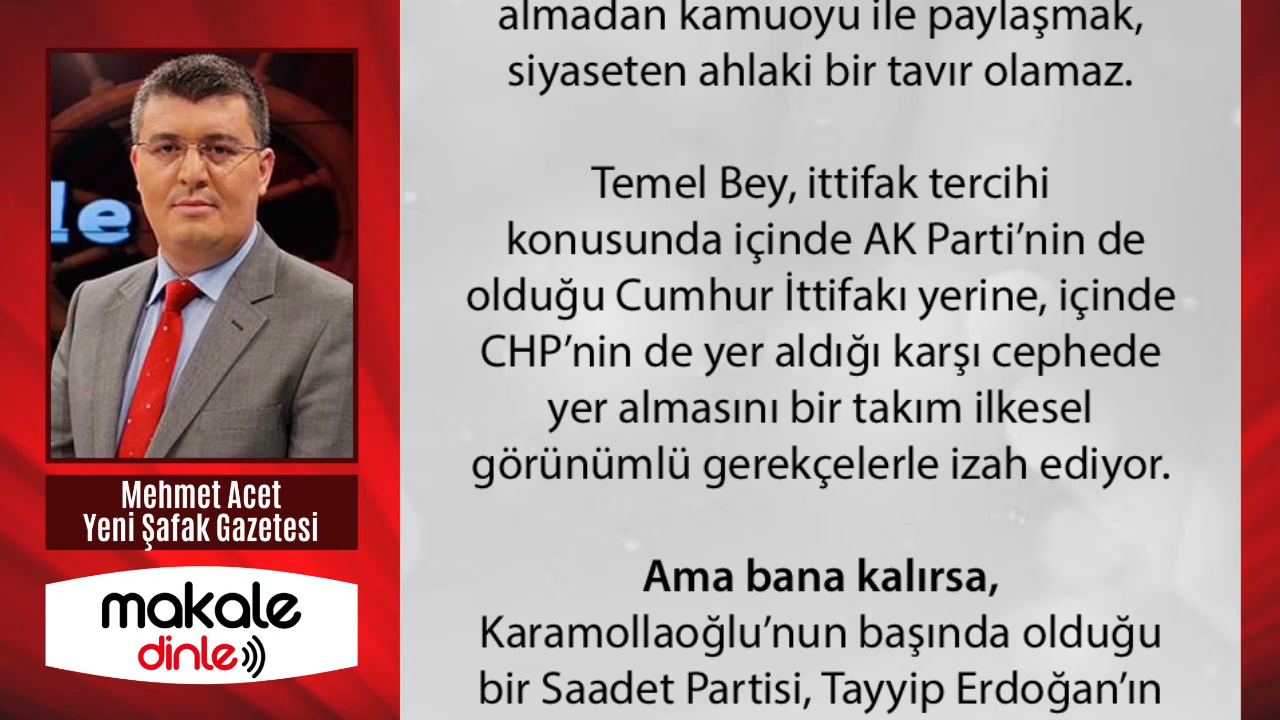 almadan kamuoyu ile paylaşmak,
siyaseten ahlaki bir tavır olamaz.
Temel Bey, ittifak tercihi
konusunda içinde AK Parti’nin de
olduğu Cumhur İttifakı yerine, içinde
CHP’nin de yer aldığı karşı cephede
yer almasını bir takım ilkesel
görünümlü gerekçelerle izah ediyor.
Ama bana kalırsa,
Karamollaoğlu’nun başında olduğu
bir Saadet Partisi, Tayyip Erdoğan’ın
le
Mehmet Acet
Yeni Şafak Gazetesi
makale
dinle